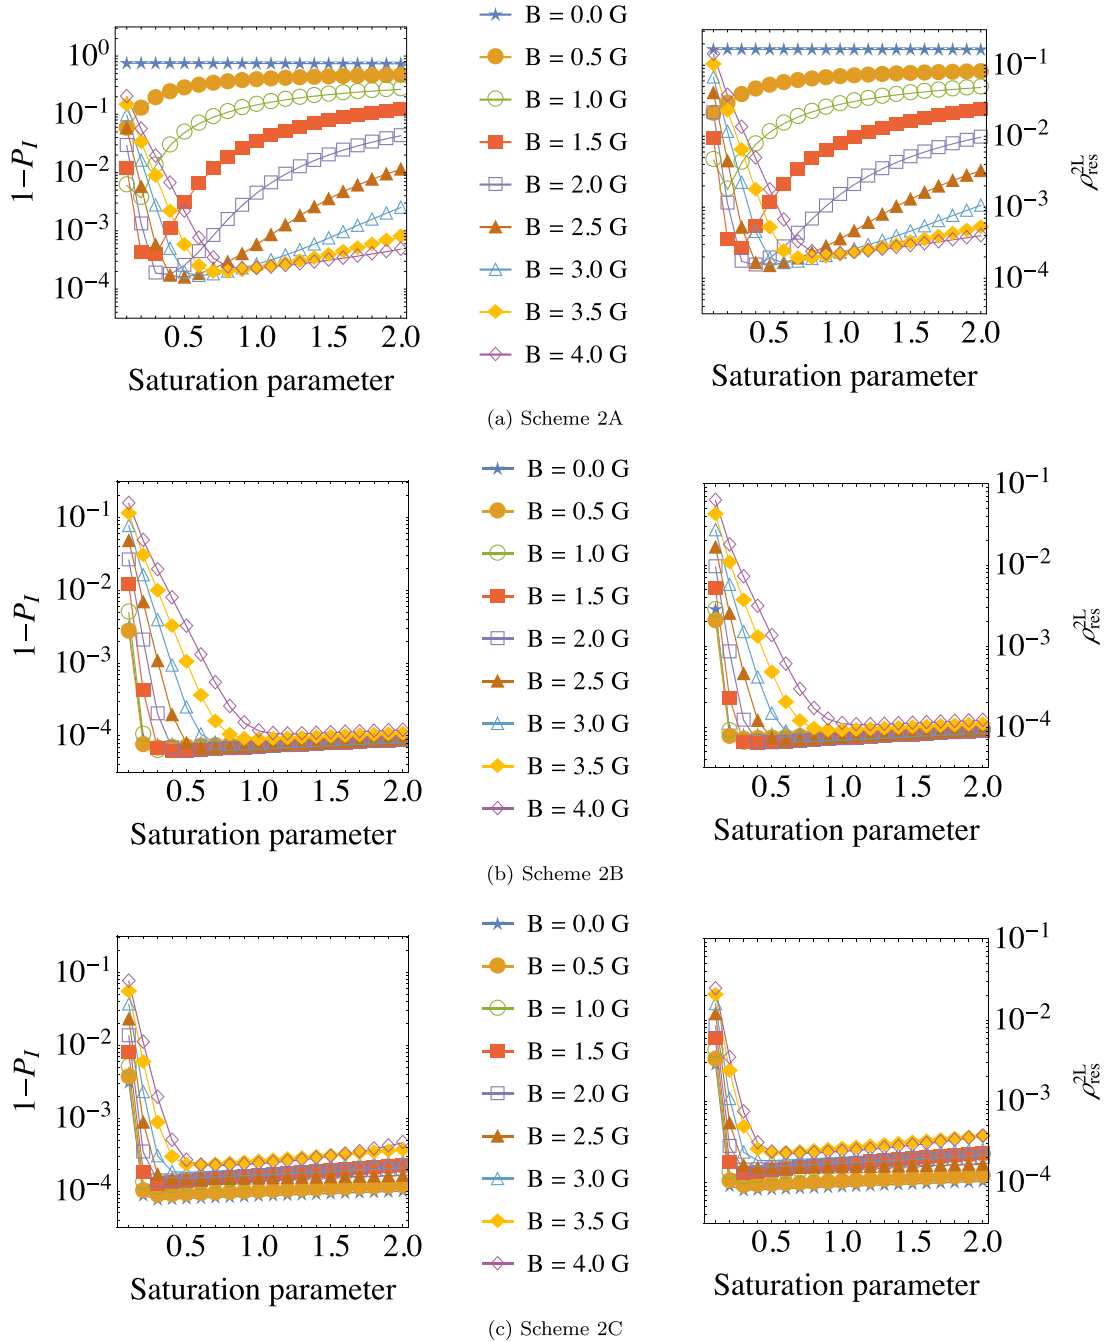 B = 0.0 G
B = 0.5 G
B = 1.0 G
B = 1.5 G
B = 2.0 G
B = 2.5 G
B = 3.0 G
B = 3.5 G
B = 4.0 G
1−P_I
10^0
10^−1
10^−2
10^−3
10^−4
0.5 1.0 1.5 2.0
Saturation parameter
10^−1
10^−2
10^−3
10^−4
ρ_res^2L
0.5 1.0 1.5 2.0
Saturation parameter
(a) Scheme 2A
B = 0.0 G
B = 0.5 G
B = 1.0 G
B = 1.5 G
B = 2.0 G
B = 2.5 G
B = 3.0 G
B = 3.5 G
B = 4.0 G
1−P_I
10^−1
10^−2
10^−3
10^−4
0.5 1.0 1.5 2.0
Saturation parameter
10^−1
10^−2
10^−3
10^−4
ρ_res^2L
0.5 1.0 1.5 2.0
Saturation parameter
(b) Scheme 2B
B = 0.0 G
B = 0.5 G
B = 1.0 G
B = 1.5 G
B = 2.0 G
B = 2.5 G
B = 3.0 G
B = 3.5 G
B = 4.0 G
1−P_I
10^−1
10^−2
10^−3
10^−4
0.5 1.0 1.5 2.0
Saturation parameter
10^−1
10^−2
10^−3
10^−4
ρ_res^2L
0.5 1.0 1.5 2.0
Saturation parameter
(c) Scheme 2C